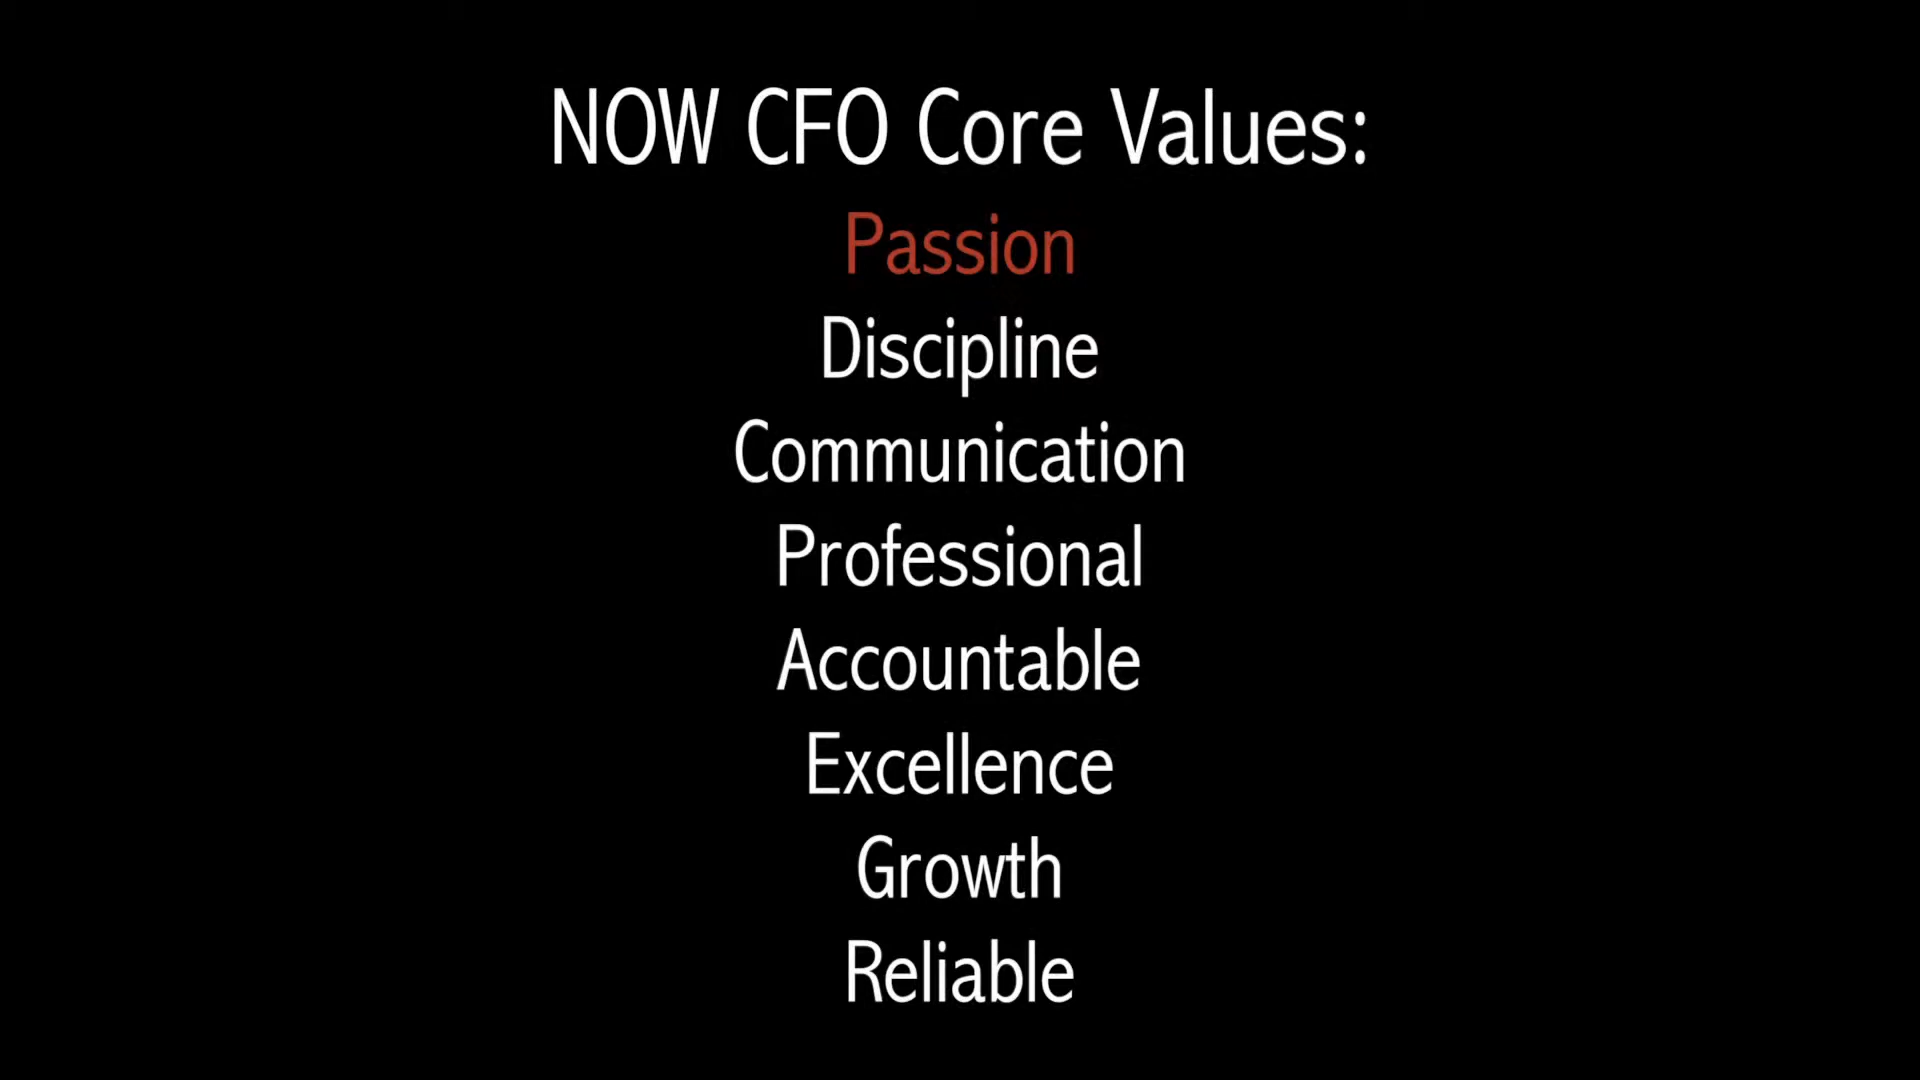 NOW CFO Core Values:
Passion
Discipline
Communication
Professional
Accountable
Excellence
Growth
Reliable